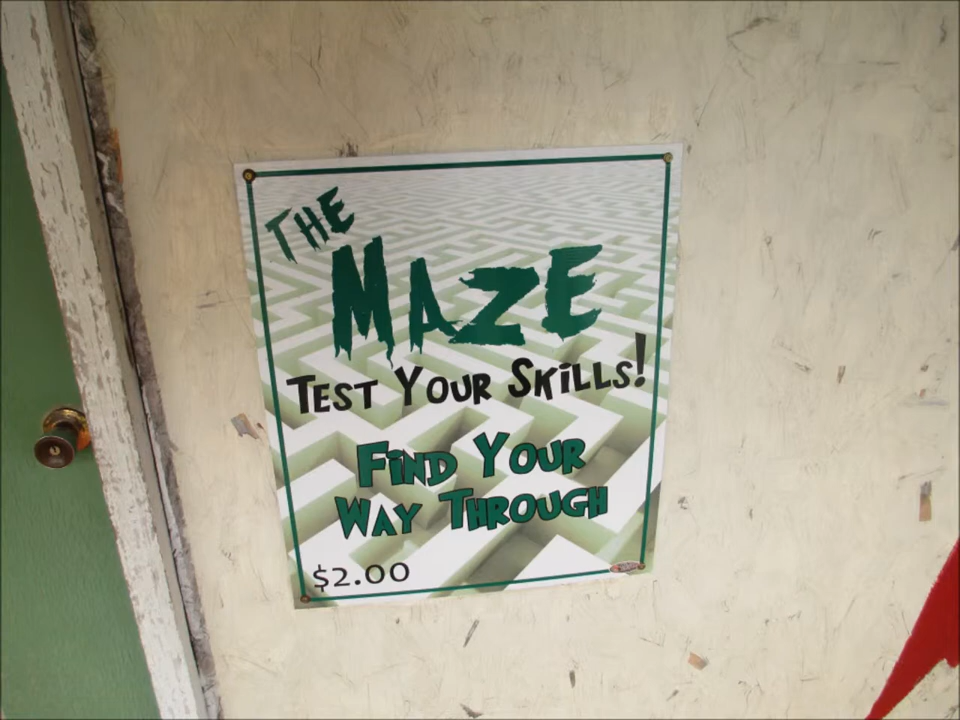 THE
MAZE
TEST YOUR SKILLS!
FIND YOUR
WAY THROUGH
$2.00